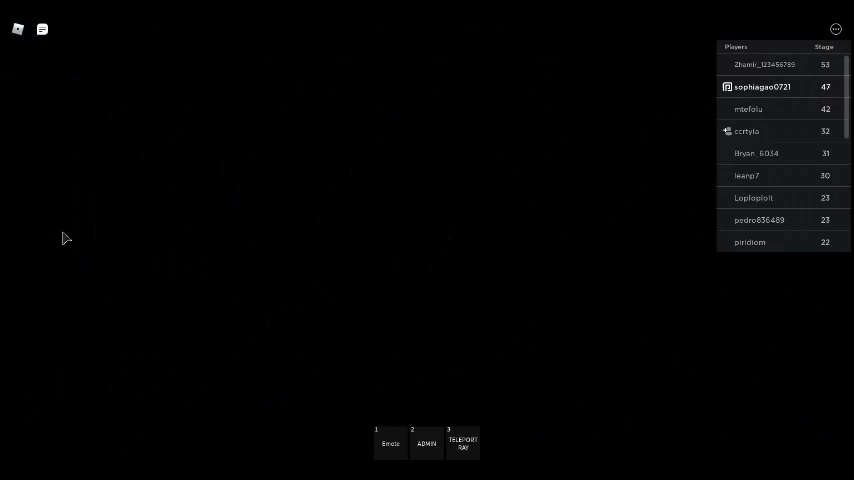 Players Stage
Zhamir_123456789 53
sophiagao0721 47
mtefolu 42
ccrtyia 32
Bryan_6034 31
leanp7 30
Loploplolt 23
pedro836489 23
piridiom 22
1 2 3
Emote ADMIN TELEPORT RAY